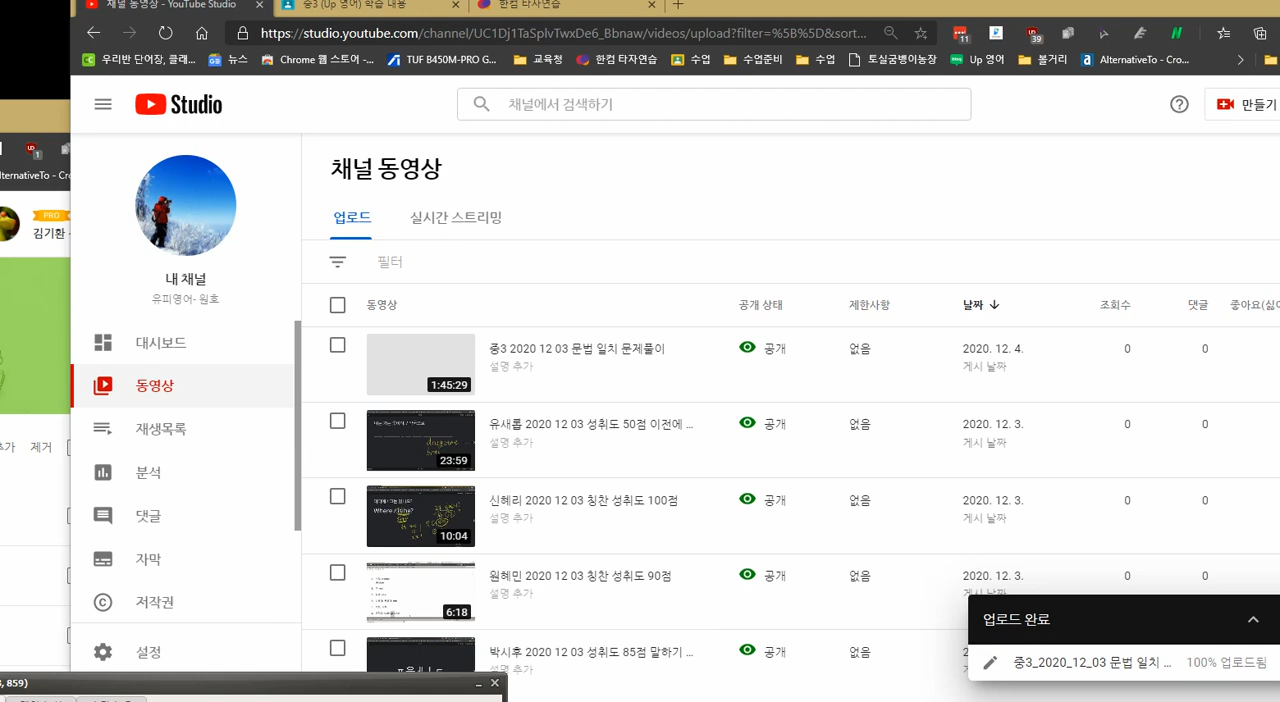 채널 동영상 - YouTube Studio
중3 (Up 영어) 학습 내용
한컴 타자연습
https://studio.youtube.com/channel/UC1Dj1TaSplvTwxDe6_Bbnaw/videos/upload?filter=%5B%5D&sort...
11
39
우리반 단어장, 클래...
뉴스
Chrome 웹 스토어 -...
TUF B450M-PRO G...
교육청
한컴 타자연습
수업
수업준비
수업
토실금병이농장
Up 영어
볼거리
AlternativeTo - Cro...
Studio
채널에서 검색하기
만들기
1
lternativeTo - Cro
PRO
김기환
추가 제거
내 채널
유피영어- 원호
대시보드
동영상
재생목록
분석
댓글
자막
저작권
설정
채널 동영상
업로드 실시간 스트리밍
필터
동영상 공개 상태 제한사항 날짜 조회수 댓글 좋아요(싫어
중3 2020 12 03 문법 일치 문제풀이 공개 없음 2020. 12. 4. 0 0
설명 추가 게시 날짜
1:45:29
유새롭 2020 12 03 성취도 50점 이전에 ... 공개 없음 2020. 12. 3. 0 0
설명 추가 게시 날짜
23:59
신혜리 2020 12 03 칭찬 성취도 100점 공개 없음 2020. 12. 3. 0 0
설명 추가 게시 날짜
10:04
원혜민 2020 12 03 칭찬 성취도 90점 공개 없음 2020. 12. 3. 0 0
설명 추가 게시 날짜
6:18
박시후 2020 12 03 성취도 85점 말하기 ... 공개 없음
설명 추가
업로드 완료
중3_2020_12_03 문법 일치 ... 100% 업로드됨
, 859)